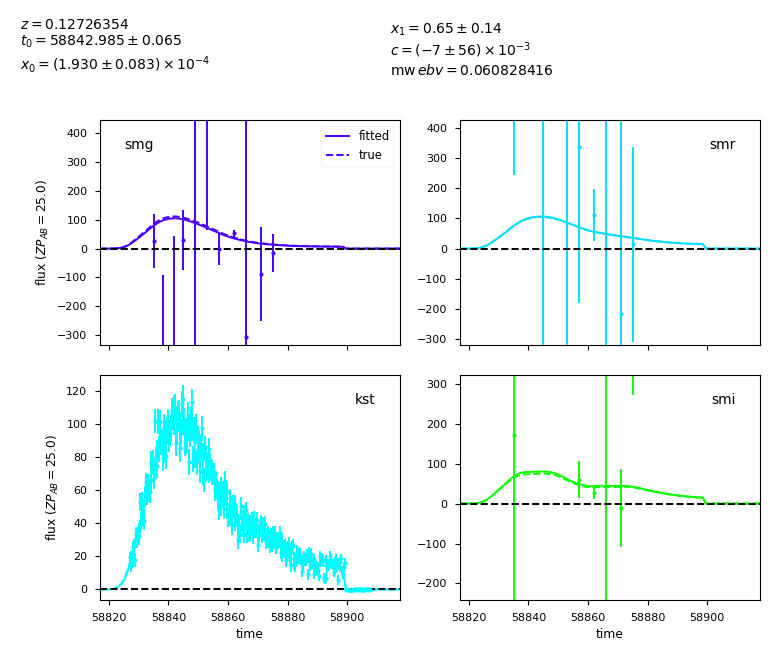 z = 0.12726354
t₀ = 58842.985 ± 0.065
x₀ = (1.930 ± 0.083) × 10⁻⁴
x₁ = 0.65 ± 0.14
c = (−7 ± 56) × 10⁻³
mw ebv = 0.060828416
smg
fitted
true
400
300
200
100
0
−100
−200
−300
flux (ZP_AB = 25.0)
smr
400
300
200
100
0
−100
−200
−300
kst
120
100
80
60
40
20
0
flux (ZP_AB = 25.0)
58820 58840 58860 58880 58900
time
smi
300
200
100
0
−100
−200
58820 58840 58860 58880 58900
time